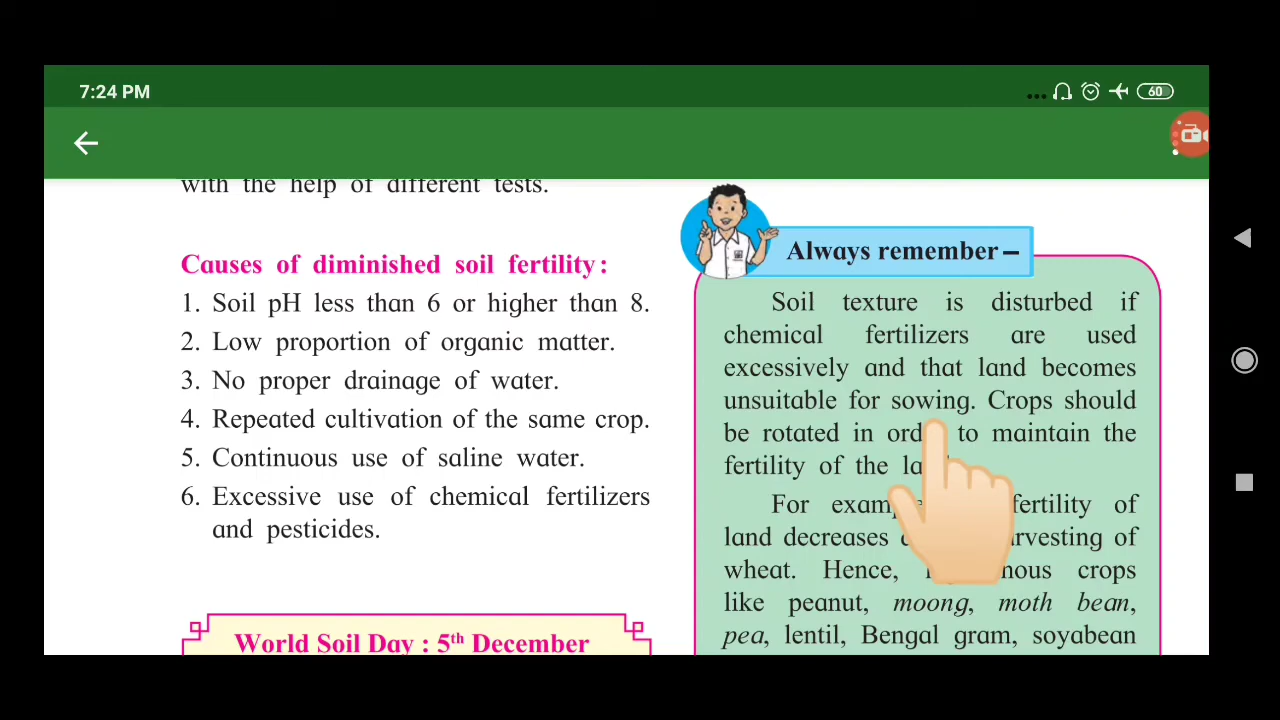 7:24 PM
60
with the help of different tests.
Causes of diminished soil fertility :
1. Soil pH less than 6 or higher than 8.
2. Low proportion of organic matter.
3. No proper drainage of water.
4. Repeated cultivation of the same crop.
5. Continuous use of saline water.
6. Excessive use of chemical fertilizers
and pesticides.
World Soil Day : 5th December
Always remember –
Soil texture is disturbed if
chemical fertilizers are used
excessively and that land becomes
unsuitable for sowing. Crops should
be rotated in to maintain the
fertility of the
For fertility of
land decreases of
wheat. Hence, crops
like peanut, moong, moth bean,
pea, lentil, Bengal gram, soyabean